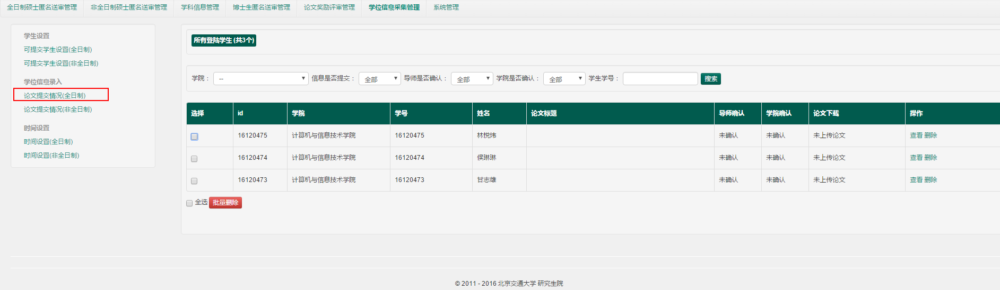 全日制硕士匿名送审管理 非全日制硕士匿名送审管理 学科信息管理 博士生匿名送审管理 论文奖励评审管理 学位信息采集管理 系统管理
学生设置
可提交学生设置(全日制)
可提交学生设置(非全日制)
学位信息录入
论文提交情况(全日制)
论文提交情况(非全日制)
时间设置
时间设置(全日制)
时间设置(非全日制)
所有登陆学生 (共3个)
学院： -- 信息是否提交： 全部 导师是否确认： 全部 学院是否确认： 全部 学生学号： 搜索
选择 id 学院 学号 姓名 论文标题 导师确认 学院确认 论文下载 操作
16120475 计算机与信息技术学院 16120475 林悦炜 未确认 未确认 未上传论文 查看 删除
16120474 计算机与信息技术学院 16120474 侯琳琳 未确认 未确认 未上传论文 查看 删除
16120473 计算机与信息技术学院 16120473 甘志雄 未确认 未确认 未上传论文 查看 删除
全选 批量删除
© 2011 - 2016 北京交通大学 研究生院